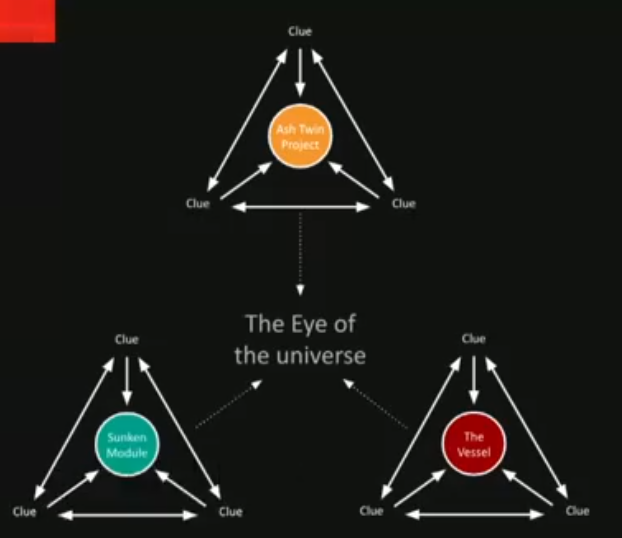 Clue
Ash Twin
Project
Clue
Clue
The Eye of
the universe
Clue
Sunken
Module
Clue
Clue
Clue
The
Vessel
Clue
Clue